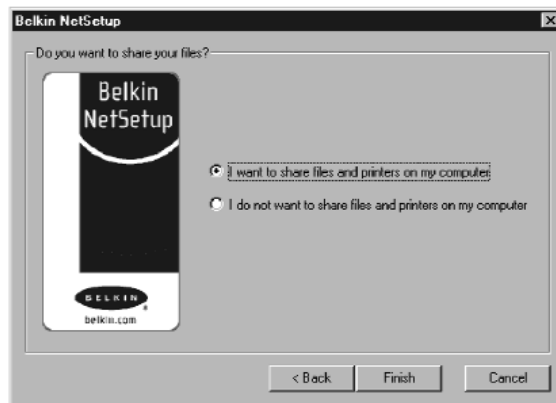 Belkin NetSetup
Do you want to share your files?
Belkin
NetSetup
I want to share files and printers on my computer
I do not want to share files and printers on my computer
BELKIN
belkin.com
< Back
Finish
Cancel